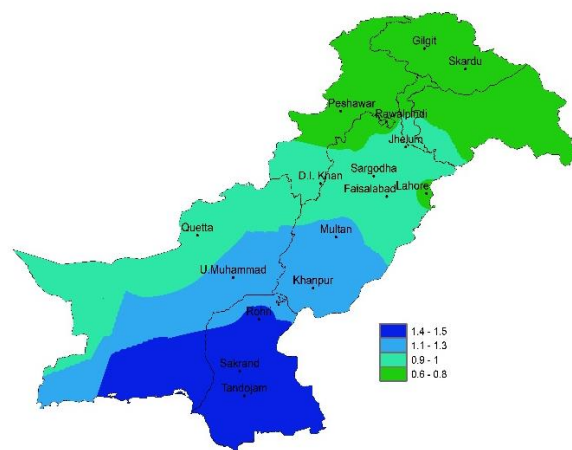 Gilgit
Skardu
Peshawar
Rawalpindi
Jhelum
Sargodha
D.I. Khan
Faisalabad
Lahore
Quetta
Multan
U.Muhammad
Khanpur
Rohri
Sakrand
Tandojam
1.4 - 1.5
1.1 - 1.3
0.9 - 1
0.6 - 0.8